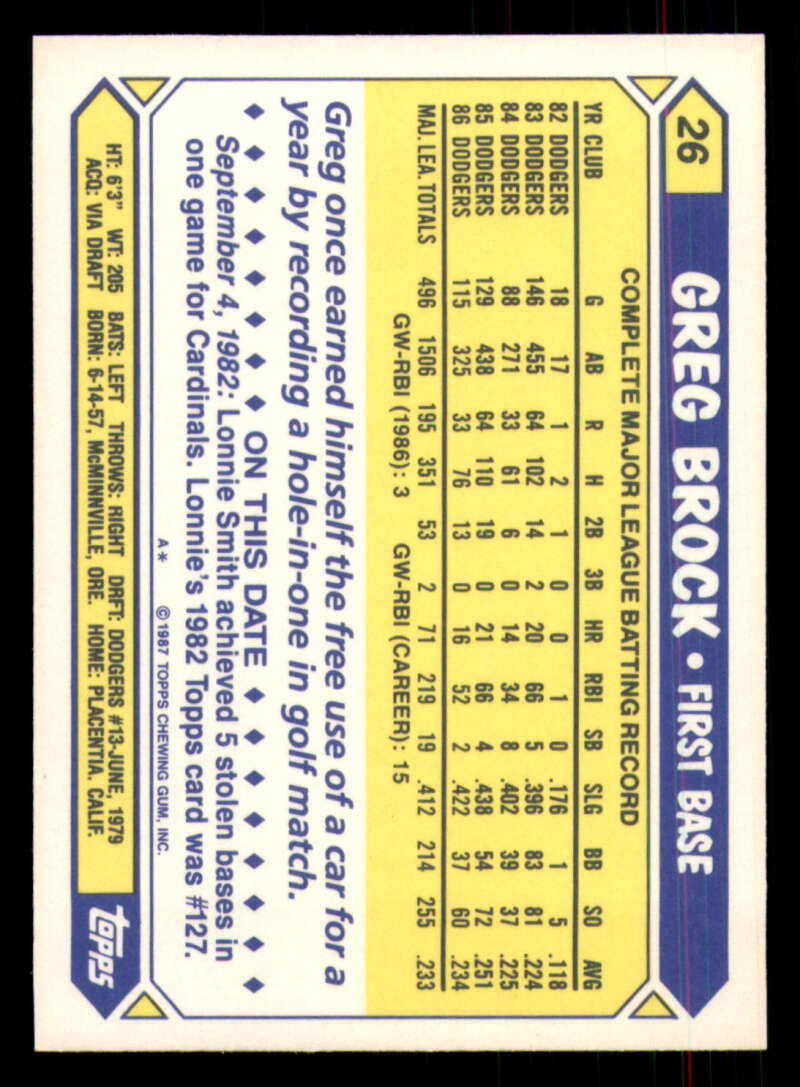 26 GREG BROCK • FIRST BASE
COMPLETE MAJOR LEAGUE BATTING RECORD
YR CLUB G AB R H 2B 3B HR RBI SB SLG BB SO AVG
82 DODGERS 18 17 1 2 1 0 0 1 0 .176 1 5 .118
83 DODGERS 146 455 64 102 14 2 20 66 5 .396 83 81 .224
84 DODGERS 88 271 33 61 6 0 14 34 8 .402 39 37 .225
85 DODGERS 129 438 64 110 19 0 21 66 4 .438 54 72 .251
86 DODGERS 115 325 33 76 13 0 16 52 2 .422 37 60 .234
MAJ. LEA. TOTALS 496 1506 195 351 53 2 71 219 19 .412 214 255 .233
GW-RBI (1986): 3 GW-RBI (CAREER): 15
Greg once earned himself the free use of a car for a
year by recording a hole-in-one in golf match.
◆ ◆ ◆ ◆ ◆ ◆ ◆ ◆ ON THIS DATE ◆ ◆ ◆ ◆ ◆ ◆ ◆ ◆
September 4, 1982: Lonnie Smith achieved 5 stolen bases in
one game for Cardinals. Lonnie's 1982 Topps card was #127.
A* © 1987 TOPPS CHEWING GUM, INC.
HT: 6'3" WT: 205 BATS: LEFT THROWS: RIGHT DRFT: DODGERS #13-JUNE, 1979
ACQ: VIA DRAFT BORN: 6-14-57, McMINNVILLE, ORE. HOME: PLACENTIA, CALIF.
topps